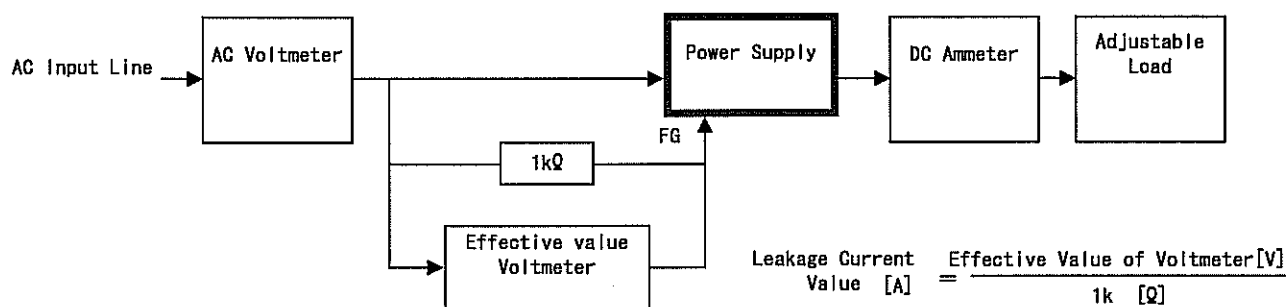 AC Input Line
AC Voltmeter
Power Supply
DC Ammeter
Adjustable
Load
FG
1kΩ
Effective value
Voltmeter
Leakage Current
Value [A]
=
Effective Value of Voltmeter[V]
1k [Ω]